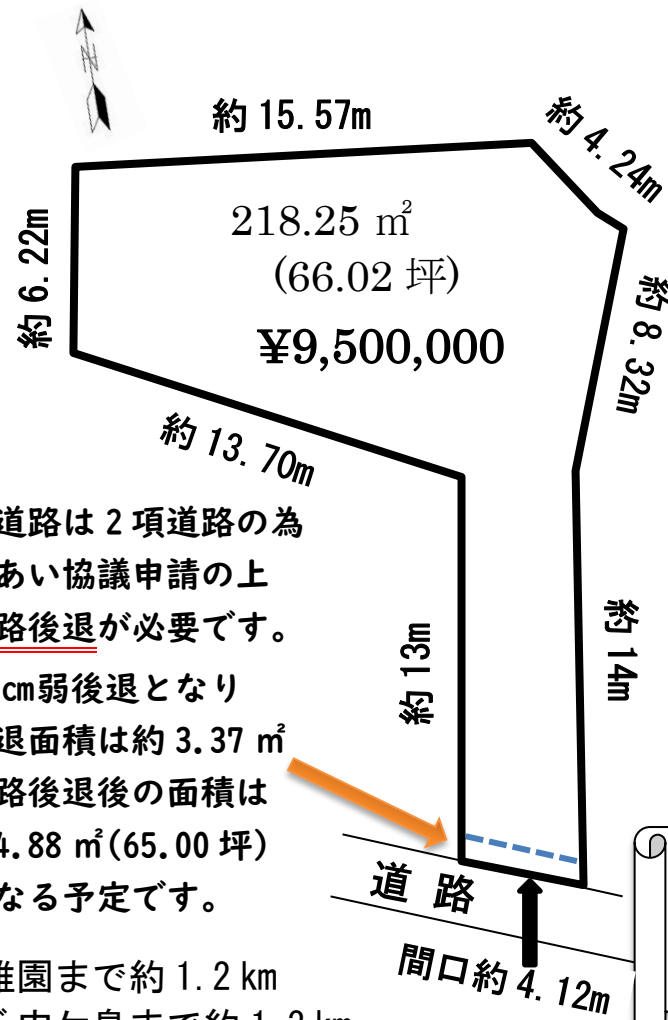 N
約 15.57m
約 4.24m
218.25 ㎡
(66.02 坪)
¥9,500,000
約 6.22m
約 8.32m
約 13.70m
道路は 2 項道路の為
あい協議申請の上
路後退が必要です。
cm弱後退となり
退面積は約 3.37 ㎡
路後退後の面積は
4.88 ㎡(65.00 坪)
なる予定です。
約 13m
約 14m
道 路
間口約 4.12m
稚園まで約 1.2 km